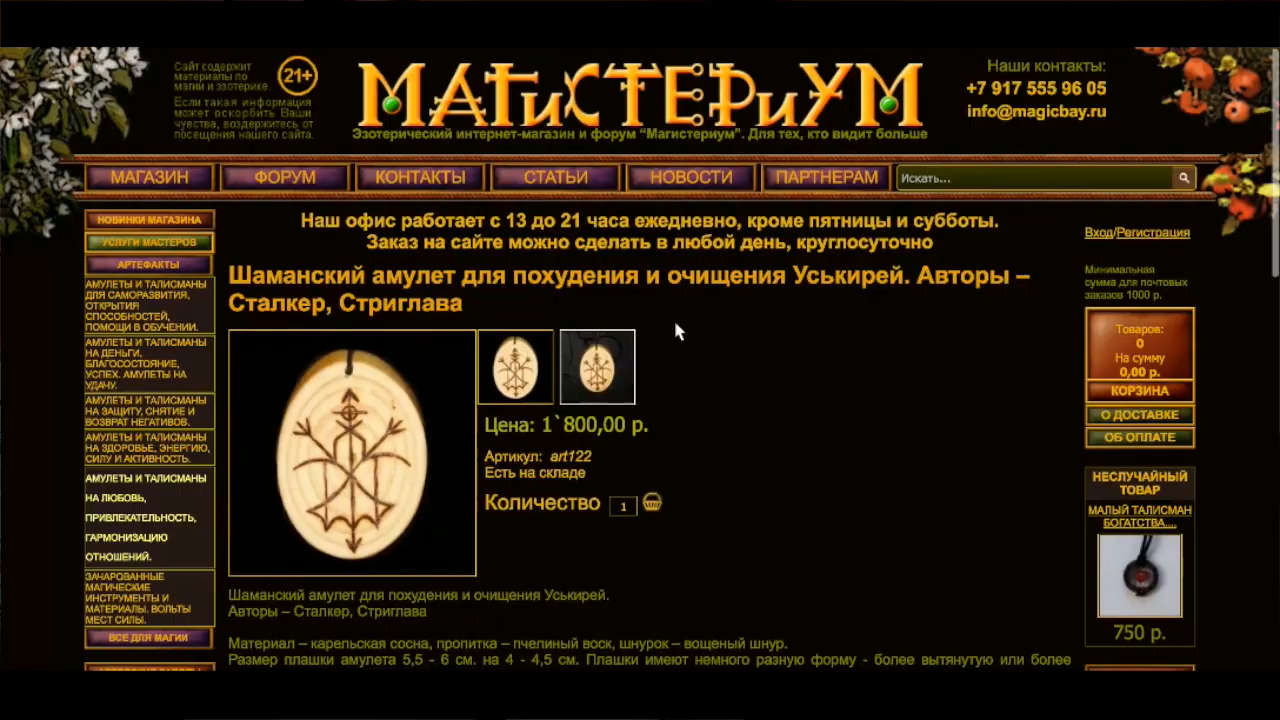 Сайт содержит
материалы по
магии и эзотерике.
21+
Если такая информация
может оскорбить Ваши
чувства, воздержитесь от
посещения нашего сайта.
МАГиСТЕРиУМ
Эзотерический интернет-магазин и форум "Магистериум". Для тех, кто видит больше
Наши контакты:
+7 917 555 96 05
info@magicbay.ru
МАГАЗИН
ФОРУМ
КОНТАКТЫ
СТАТЬИ
НОВОСТИ
ПАРТНЕРАМ
Искать...
НОВИНКИ МАГАЗИНА
УСЛУГИ МАСТЕРОВ
АРТЕФАКТЫ
АМУЛЕТЫ И ТАЛИСМАНЫ
ДЛЯ САМОРАЗВИТИЯ,
ОТКРЫТИЯ
СПОСОБНОСТЕЙ,
ПОМОЩИ В ОБУЧЕНИИ.
АМУЛЕТЫ И ТАЛИСМАНЫ
НА ДЕНЬГИ,
БЛАГОСОСТОЯНИЕ,
УСПЕХ. АМУЛЕТЫ НА
УДАЧУ.
АМУЛЕТЫ И ТАЛИСМАНЫ
НА ЗАЩИТУ, СНЯТИЕ И
ВОЗВРАТ НЕГАТИВОВ.
АМУЛЕТЫ И ТАЛИСМАНЫ
НА ЗДОРОВЬЕ, ЭНЕРГИЮ,
СИЛУ И АКТИВНОСТЬ.
АМУЛЕТЫ И ТАЛИСМАНЫ
НА ЛЮБОВЬ,
ПРИВЛЕКАТЕЛЬНОСТЬ,
ГАРМОНИЗАЦИЮ
ОТНОШЕНИЙ.
ЗАЧАРОВАННЫЕ
МАГИЧЕСКИЕ
ИНСТРУМЕНТЫ И
МАТЕРИАЛЫ. ВОЛЬТЫ
МЕСТ СИЛЫ.
ВСЕ ДЛЯ МАГИИ
Наш офис работает с 13 до 21 часа ежедневно, кроме пятницы и субботы.
Заказ на сайте можно сделать в любой день, круглосуточно
Шаманский амулет для похудения и очищения Уськирей. Авторы –
Сталкер, Стриглава
Цена: 1`800,00 р.
Артикул: art122
Есть на складе
Количество 1
Шаманский амулет для похудения и очищения Уськирей.
Авторы – Сталкер, Стриглава
Материал – карельская сосна, пропитка – пчелиный воск, шнурок – вощеный шнур.
Размер плашки амулета 5,5 - 6 см. на 4 - 4,5 см. Плашки имеют немного разную форму - более вытянутую или более
Вход/Регистрация
Минимальная
сумма для почтовых
заказов 1000 р.
Товаров:
0
На сумму
0,00 р.
КОРЗИНА
О ДОСТАВКЕ
ОБ ОПЛАТЕ
НЕСЛУЧАЙНЫЙ
ТОВАР
МАЛЫЙ ТАЛИСМАН
БОГАТСТВА....
750 р.